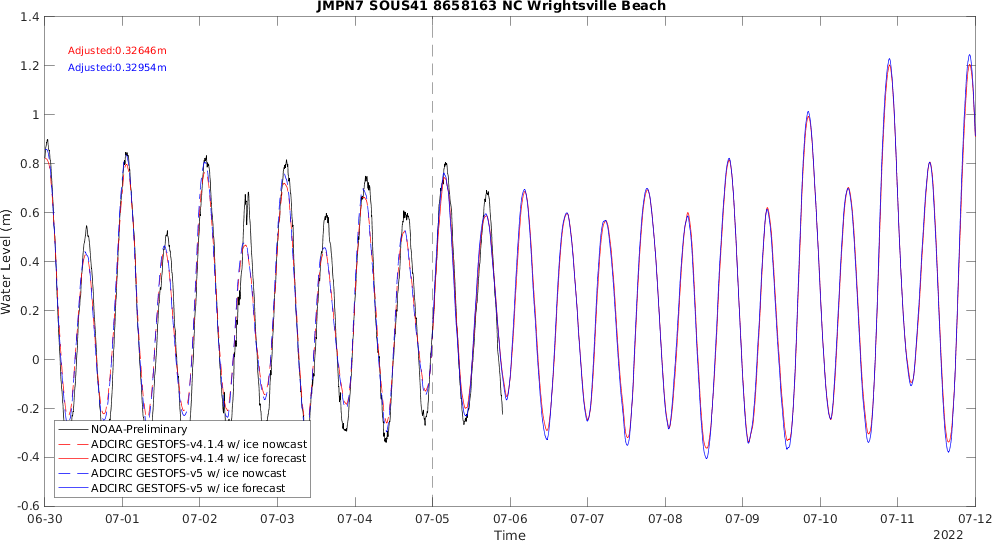 JMPN7 SOUS41 8658163 NC Wrightsville Beach
1.4
Adjusted:0.32646m
Adjusted:0.32954m
1.2
1
0.8
0.6
0.4
0.2
0
-0.2
-0.4
-0.6
Water Level (m)
NOAA-Preliminary
ADCIRC GESTOFS-v4.1.4 w/ ice nowcast
ADCIRC GESTOFS-v4.1.4 w/ ice forecast
ADCIRC GESTOFS-v5 w/ ice nowcast
ADCIRC GESTOFS-v5 w/ ice forecast
06-30 07-01 07-02 07-03 07-04 07-05 07-06 07-07 07-08 07-09 07-10 07-11 07-12
Time
2022